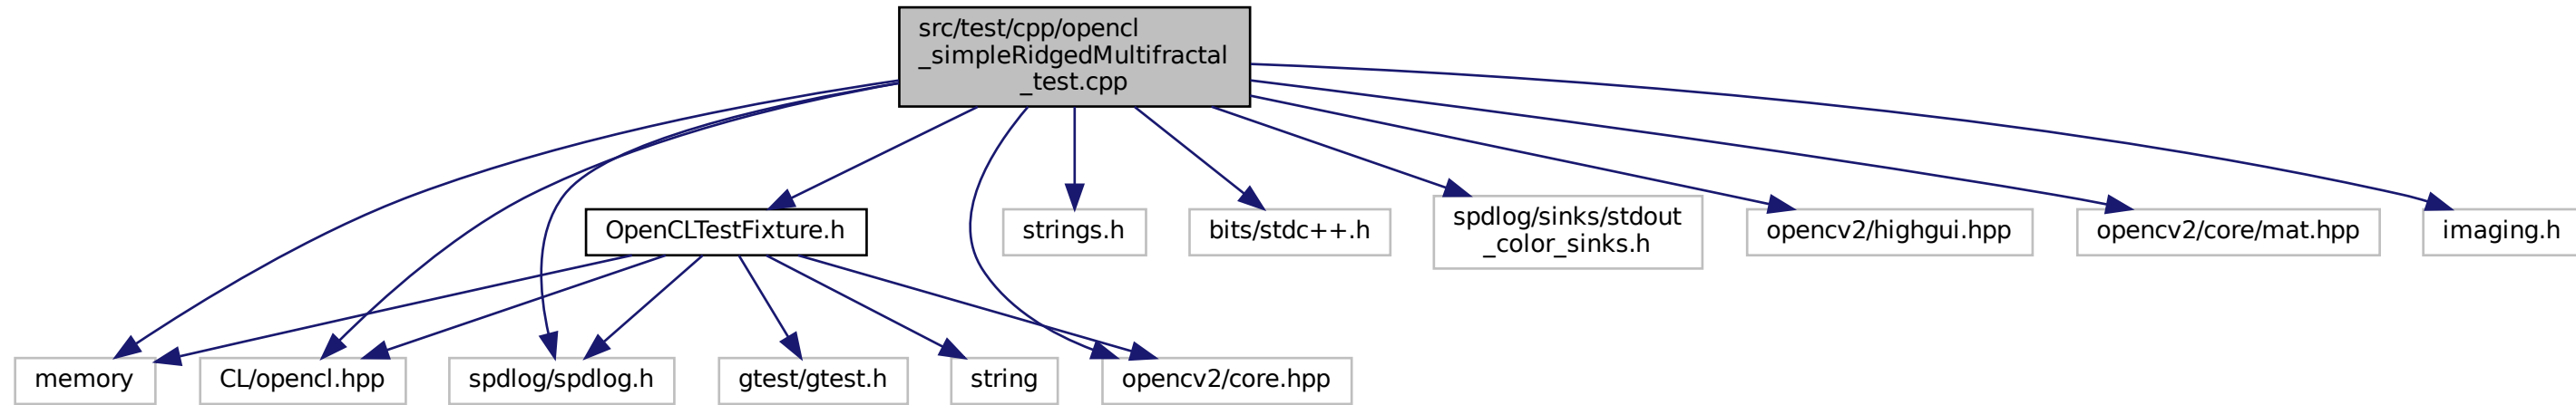 src/test/cpp/opencl
_simpleRidgedMultifractal
_test.cpp
OpenCLTestFixture.h
strings.h
bits/stdc++.h
spdlog/sinks/stdout
_color_sinks.h
opencv2/highgui.hpp
opencv2/core/mat.hpp
imaging.h
memory
CL/opencl.hpp
spdlog/spdlog.h
gtest/gtest.h
string
opencv2/core.hpp